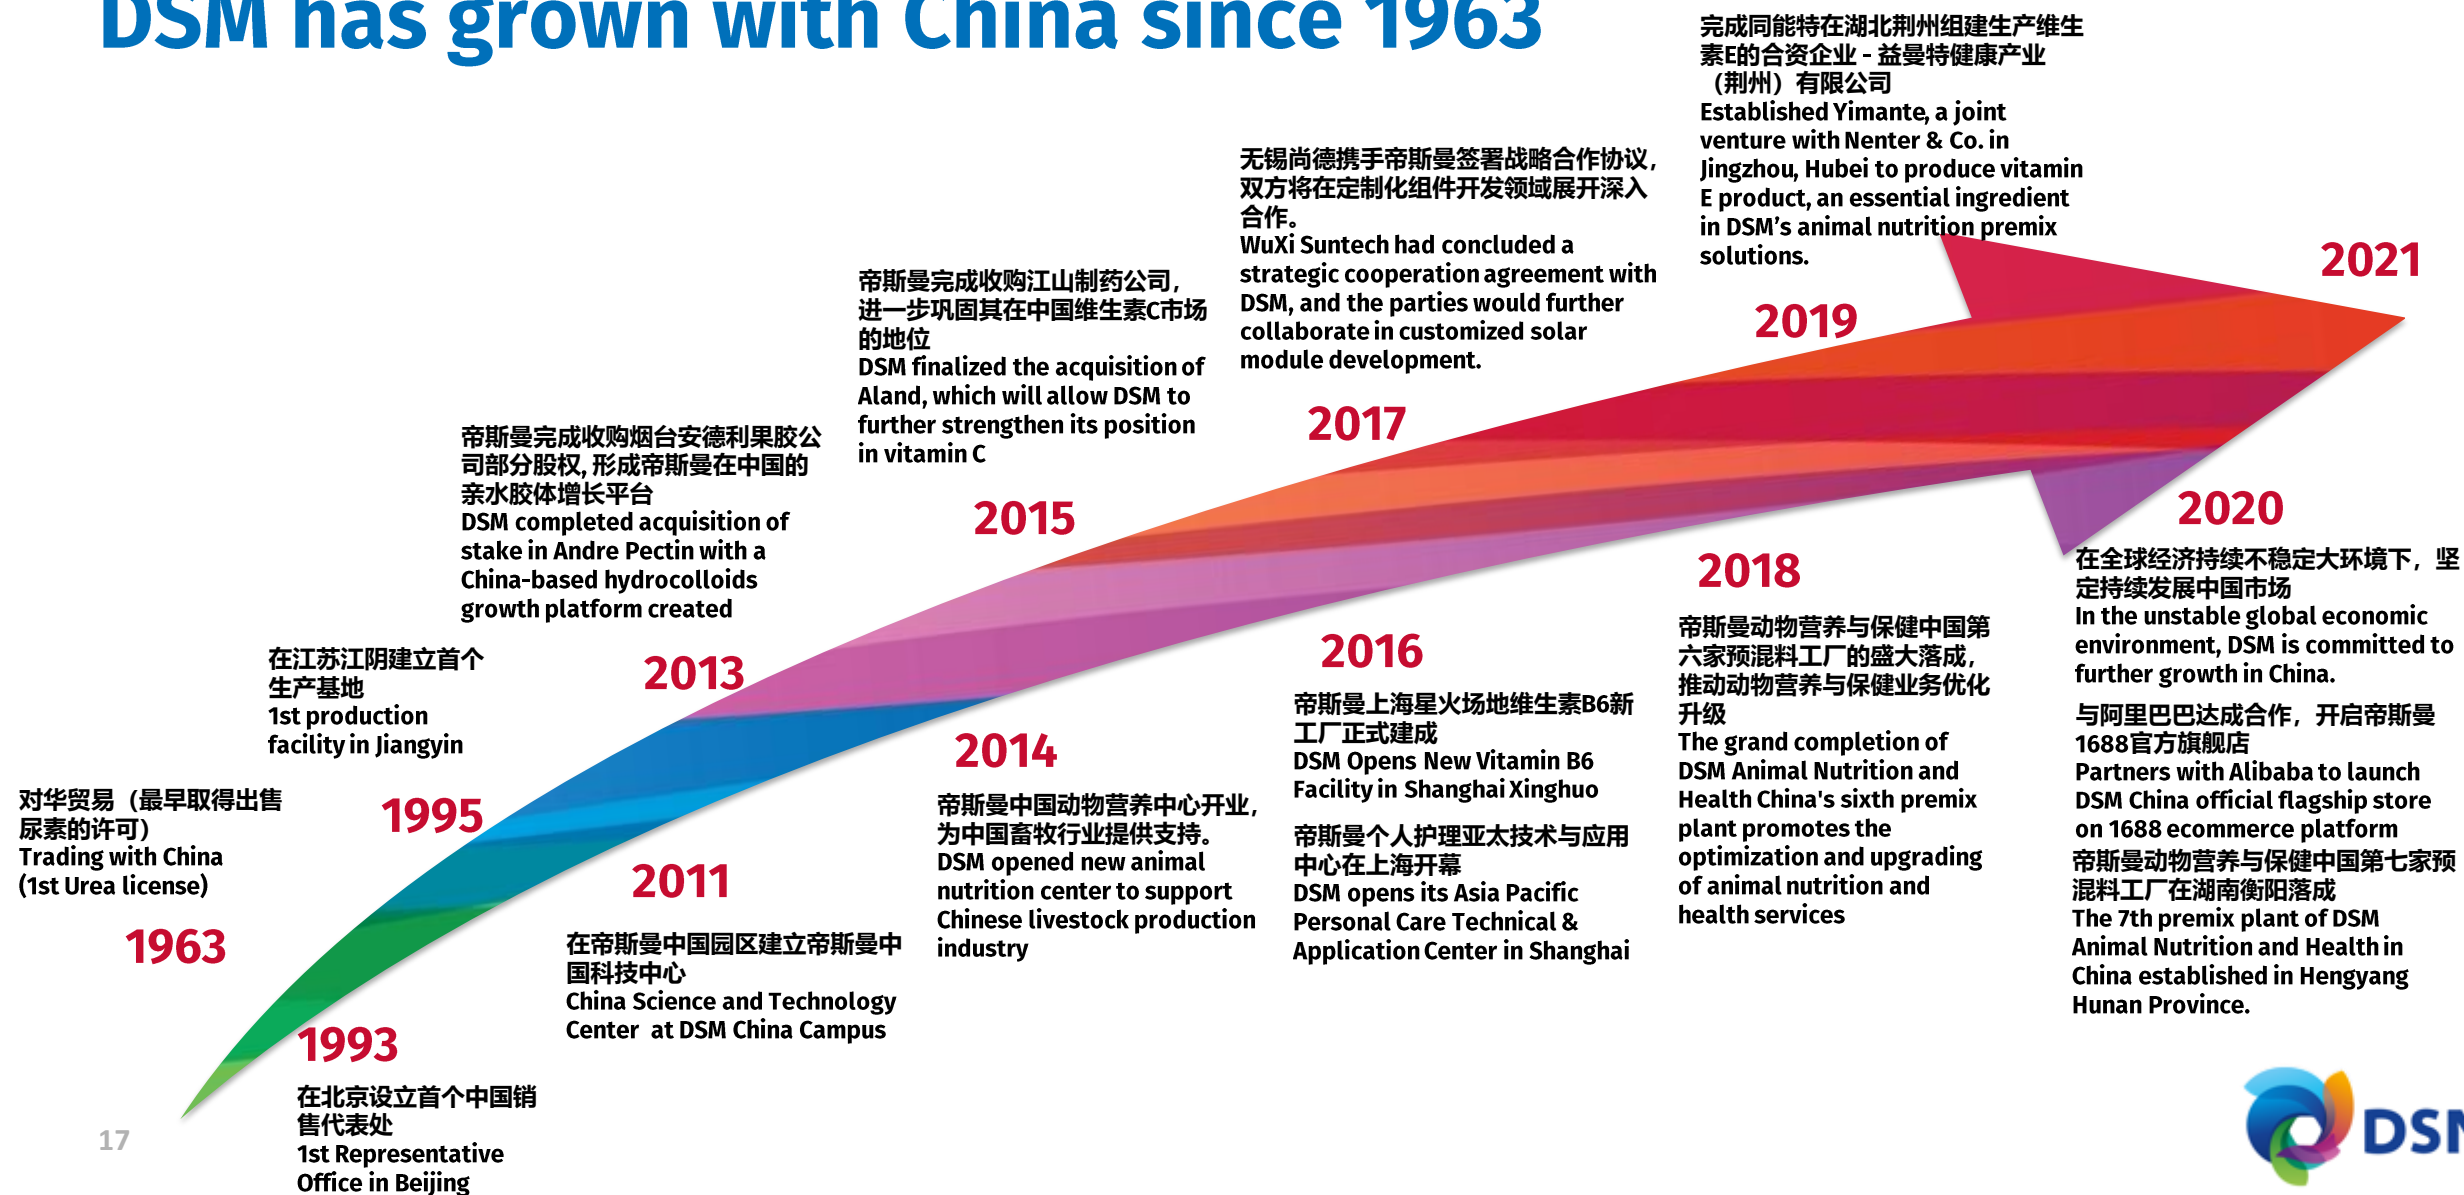 DSM has grown with China since 1963
对华贸易（最早取得出售
尿素的许可）
Trading with China
(1st Urea license)
1963
1993
在北京设立首个中国销
售代表处
1st Representative
Office in Beijing
在江苏江阴建立首个
生产基地
1st production
facility in Jiangyin
1995
2011
在帝斯曼中国园区建立帝斯曼中
国科技中心
China Science and Technology
Center at DSM China Campus
帝斯曼完成收购烟台安德利果胶公
司部分股权, 形成帝斯曼在中国的
亲水胶体增长平台
DSM completed acquisition of
stake in Andre Pectin with a
China-based hydrocolloids
growth platform created
2013
2014
帝斯曼中国动物营养中心开业，
为中国畜牧行业提供支持。
DSM opened new animal
nutrition center to support
Chinese livestock production
industry
帝斯曼完成收购江山制药公司，
进一步巩固其在中国维生素C市场
的地位
DSM finalized the acquisition of
Aland, which will allow DSM to
further strengthen its position
in vitamin C
2015
2016
帝斯曼上海星火场地维生素B6新
工厂正式建成
DSM Opens New Vitamin B6
Facility in Shanghai Xinghuo
帝斯曼个人护理亚太技术与应用
中心在上海开幕
DSM opens its Asia Pacific
Personal Care Technical &
Application Center in Shanghai
无锡尚德携手帝斯曼签署战略合作协议，
双方将在定制化组件开发领域展开深入
合作。
WuXi Suntech had concluded a
strategic cooperation agreement with
DSM, and the parties would further
collaborate in customized solar
module development.
2017
2018
帝斯曼动物营养与保健中国第
六家预混料工厂的盛大落成，
推动动物营养与保健业务优化
升级
The grand completion of
DSM Animal Nutrition and
Health China's sixth premix
plant promotes the
optimization and upgrading
of animal nutrition and
health services
完成同能特在湖北荆州组建生产维生
素E的合资企业 - 益曼特健康产业
（荆州）有限公司
Established Yimante, a joint
venture with Nenter & Co. in
Jingzhou, Hubei to produce vitamin
E product, an essential ingredient
in DSM’s animal nutrition premix
solutions.
2019
2020
在全球经济持续不稳定大环境下，坚
定持续发展中国市场
In the unstable global economic
environment, DSM is committed to
further growth in China.
与阿里巴巴达成合作，开启帝斯曼
1688官方旗舰店
Partners with Alibaba to launch
DSM China official flagship store
on 1688 ecommerce platform
帝斯曼动物营养与保健中国第七家预
混料工厂在湖南衡阳落成
The 7th premix plant of DSM
Animal Nutrition and Health in
China established in Hengyang
Hunan Province.
2021
17
DSM